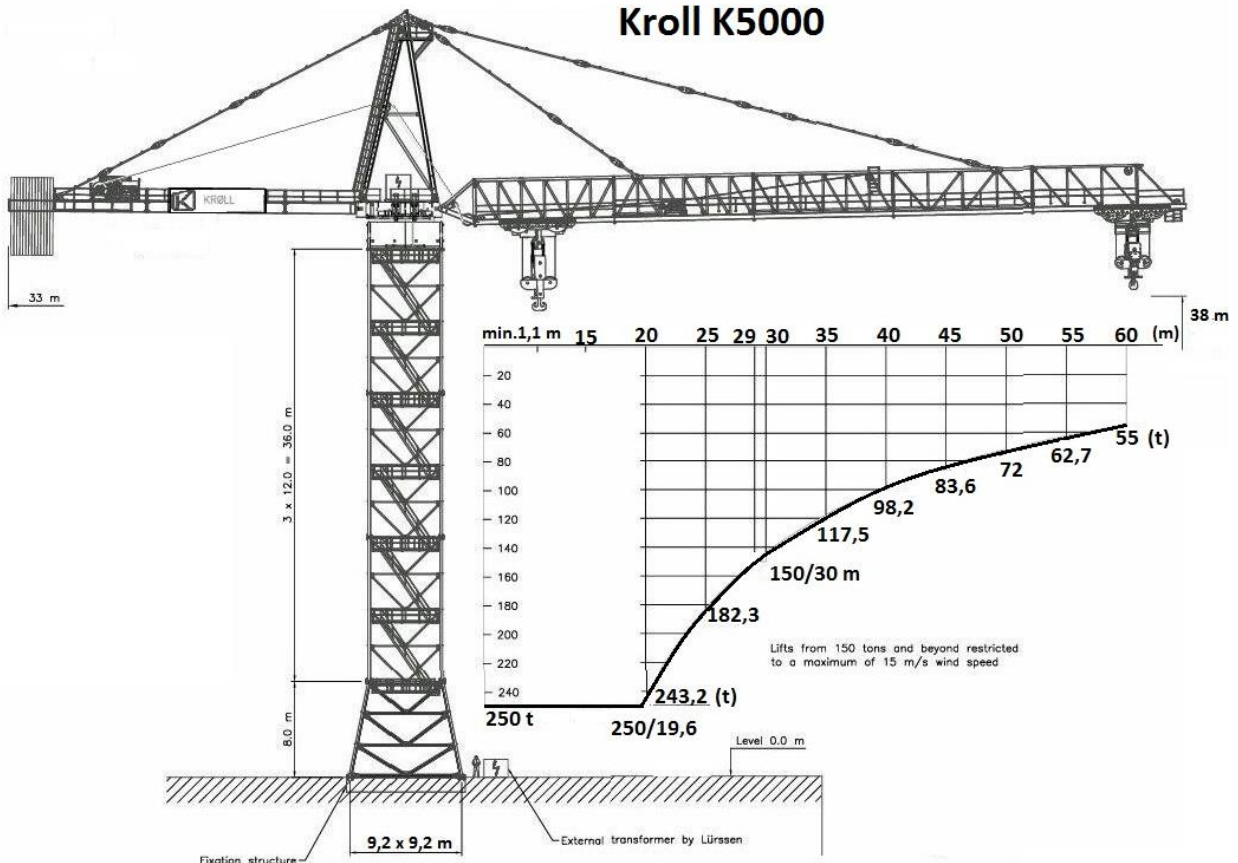 Kroll K5000
KRØLL
33 m
38 m
min.1,1 m 15 20 25 29 30 35 40 45 50 55 60 (m)
20
40
60
80
100
120
140
160
180
200
220
240
55 (t)
62,7
72
83,6
98,2
117,5
150/30 m
182,3
243,2 (t)
250 t
250/19,6
Lifts from 150 tons and beyond restricted
to a maximum of 15 m/s wind speed
3 x 12.0 = 36.0 m
8.0 m
Level 0.0 m
9,2 x 9,2 m
External transformer by Lürssen
Fixation structure